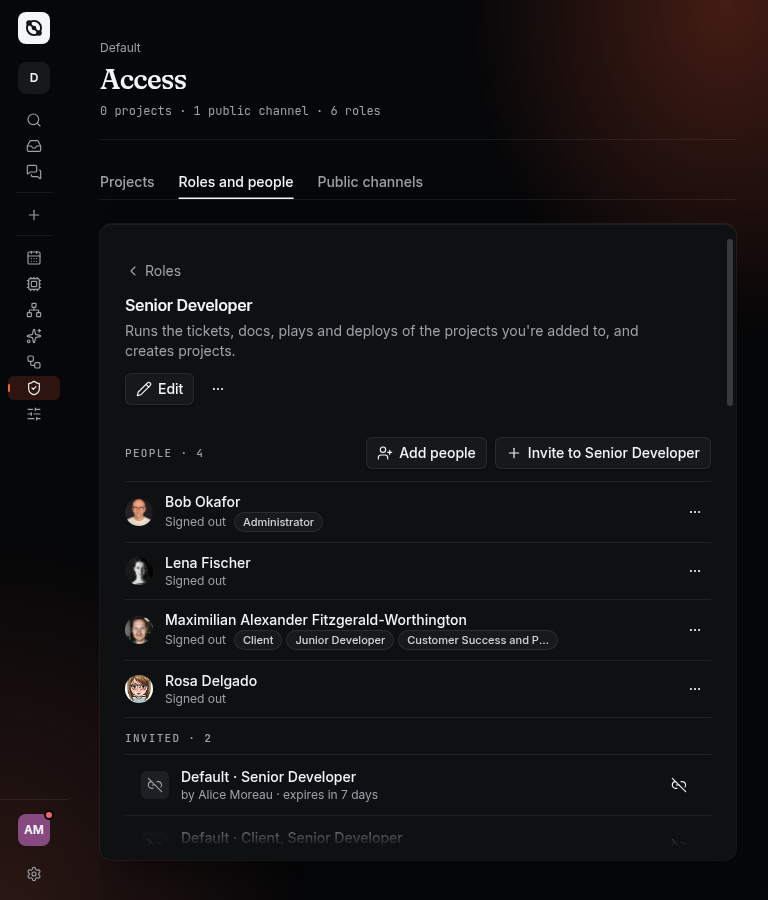 D
Default
Access
0 projects · 1 public channel · 6 roles
Projects Roles and people Public channels
Roles
Senior Developer
Runs the tickets, docs, plays and deploys of the projects you're added to, and
creates projects.
Edit
PEOPLE · 4 Add people Invite to Senior Developer
Bob Okafor
Signed out Administrator
Lena Fischer
Signed out
Maximilian Alexander Fitzgerald-Worthington
Signed out Client Junior Developer Customer Success and P...
Rosa Delgado
Signed out
INVITED · 2
Default · Senior Developer
by Alice Moreau · expires in 7 days
Default · Client, Senior Developer
AM